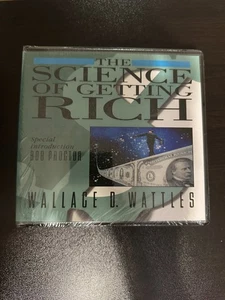 THE
SCIENCE
OF GETTING
RICH
special
introduction
BOB PROCTOR
WALLACE D. WATTLES